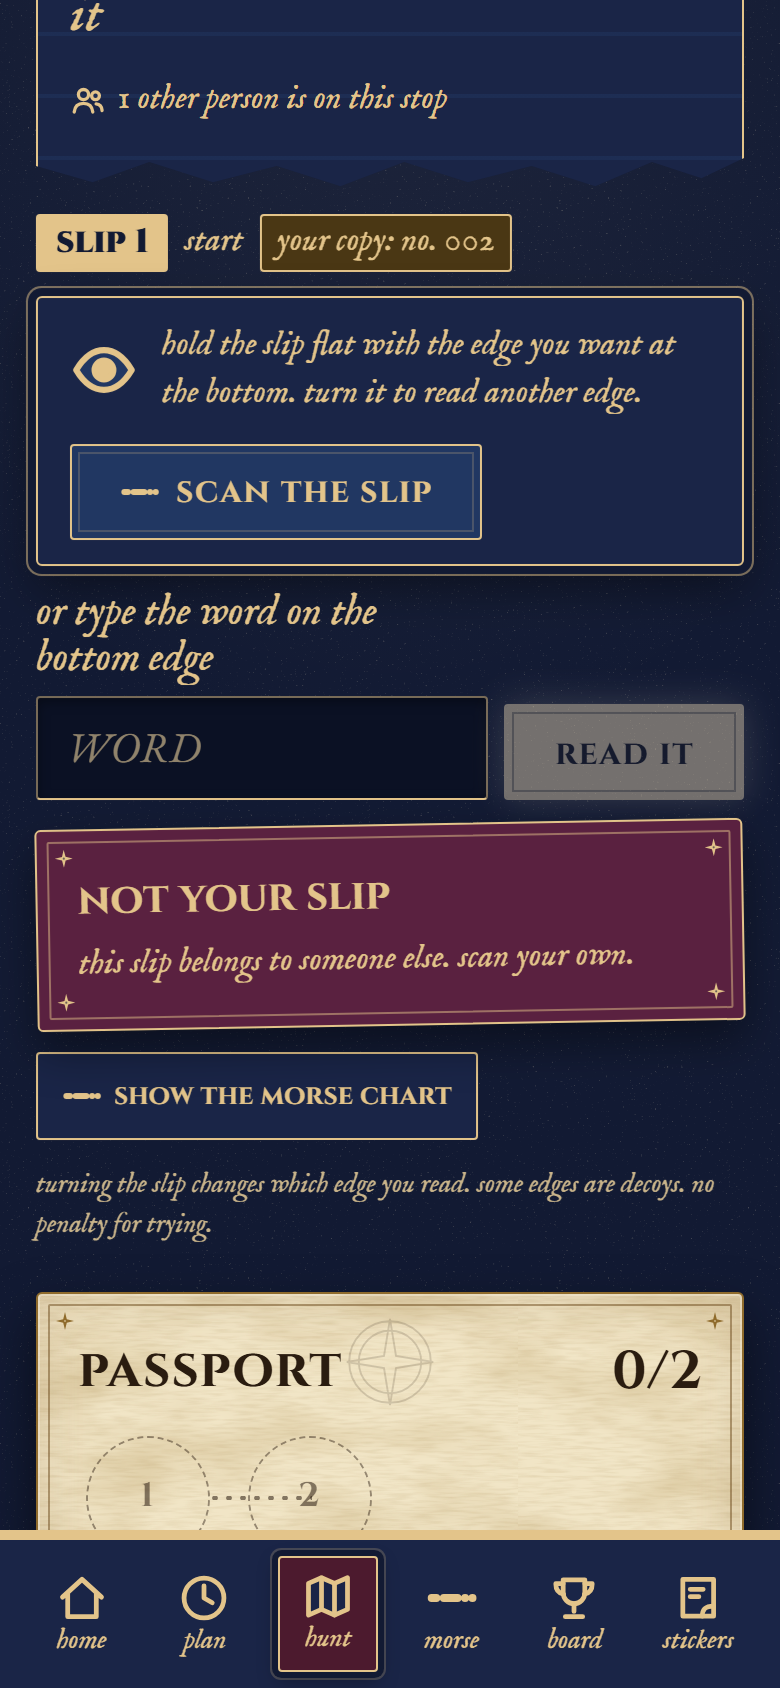 it
1 other person is on this stop
SLIP 1 start your copy: no. 002
hold the slip flat with the edge you want at
the bottom. turn it to read another edge.
SCAN THE SLIP
or type the word on the
bottom edge
WORD READ IT
NOT YOUR SLIP
this slip belongs to someone else. scan your own.
SHOW THE MORSE CHART
turning the slip changes which edge you read. some edges are decoys. no
penalty for trying.
PASSPORT 0/2
1 2
home plan hunt morse board stickers